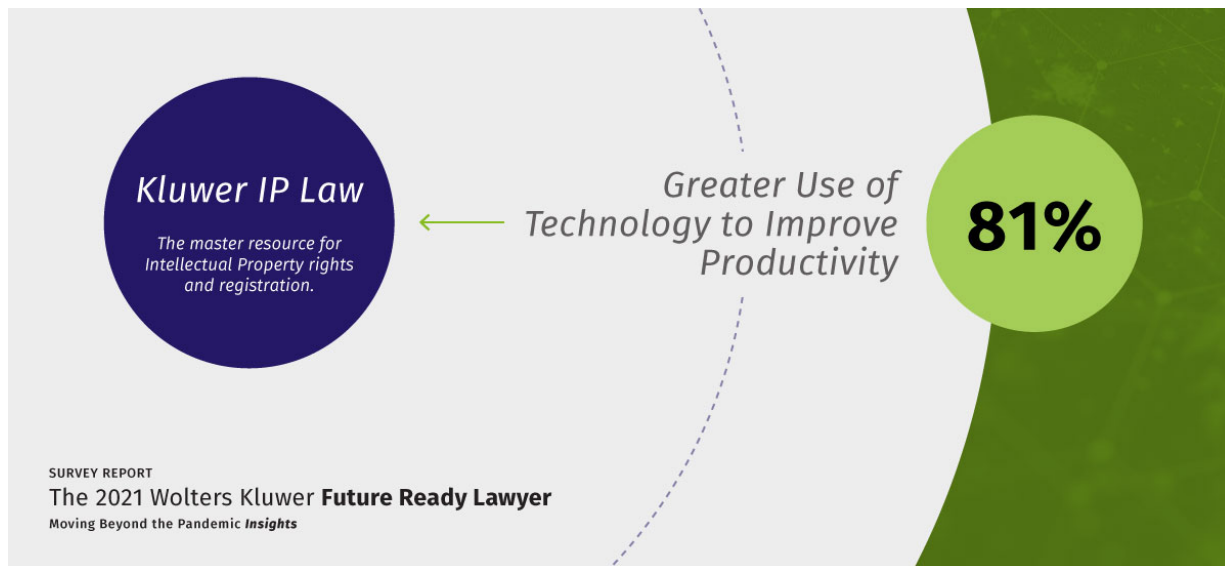 Kluwer IP Law
The master resource for
Intellectual Property rights
and registration.
Greater Use of
Technology to Improve
Productivity
81%
SURVEY REPORT
The 2021 Wolters Kluwer Future Ready Lawyer
Moving Beyond the Pandemic Insights